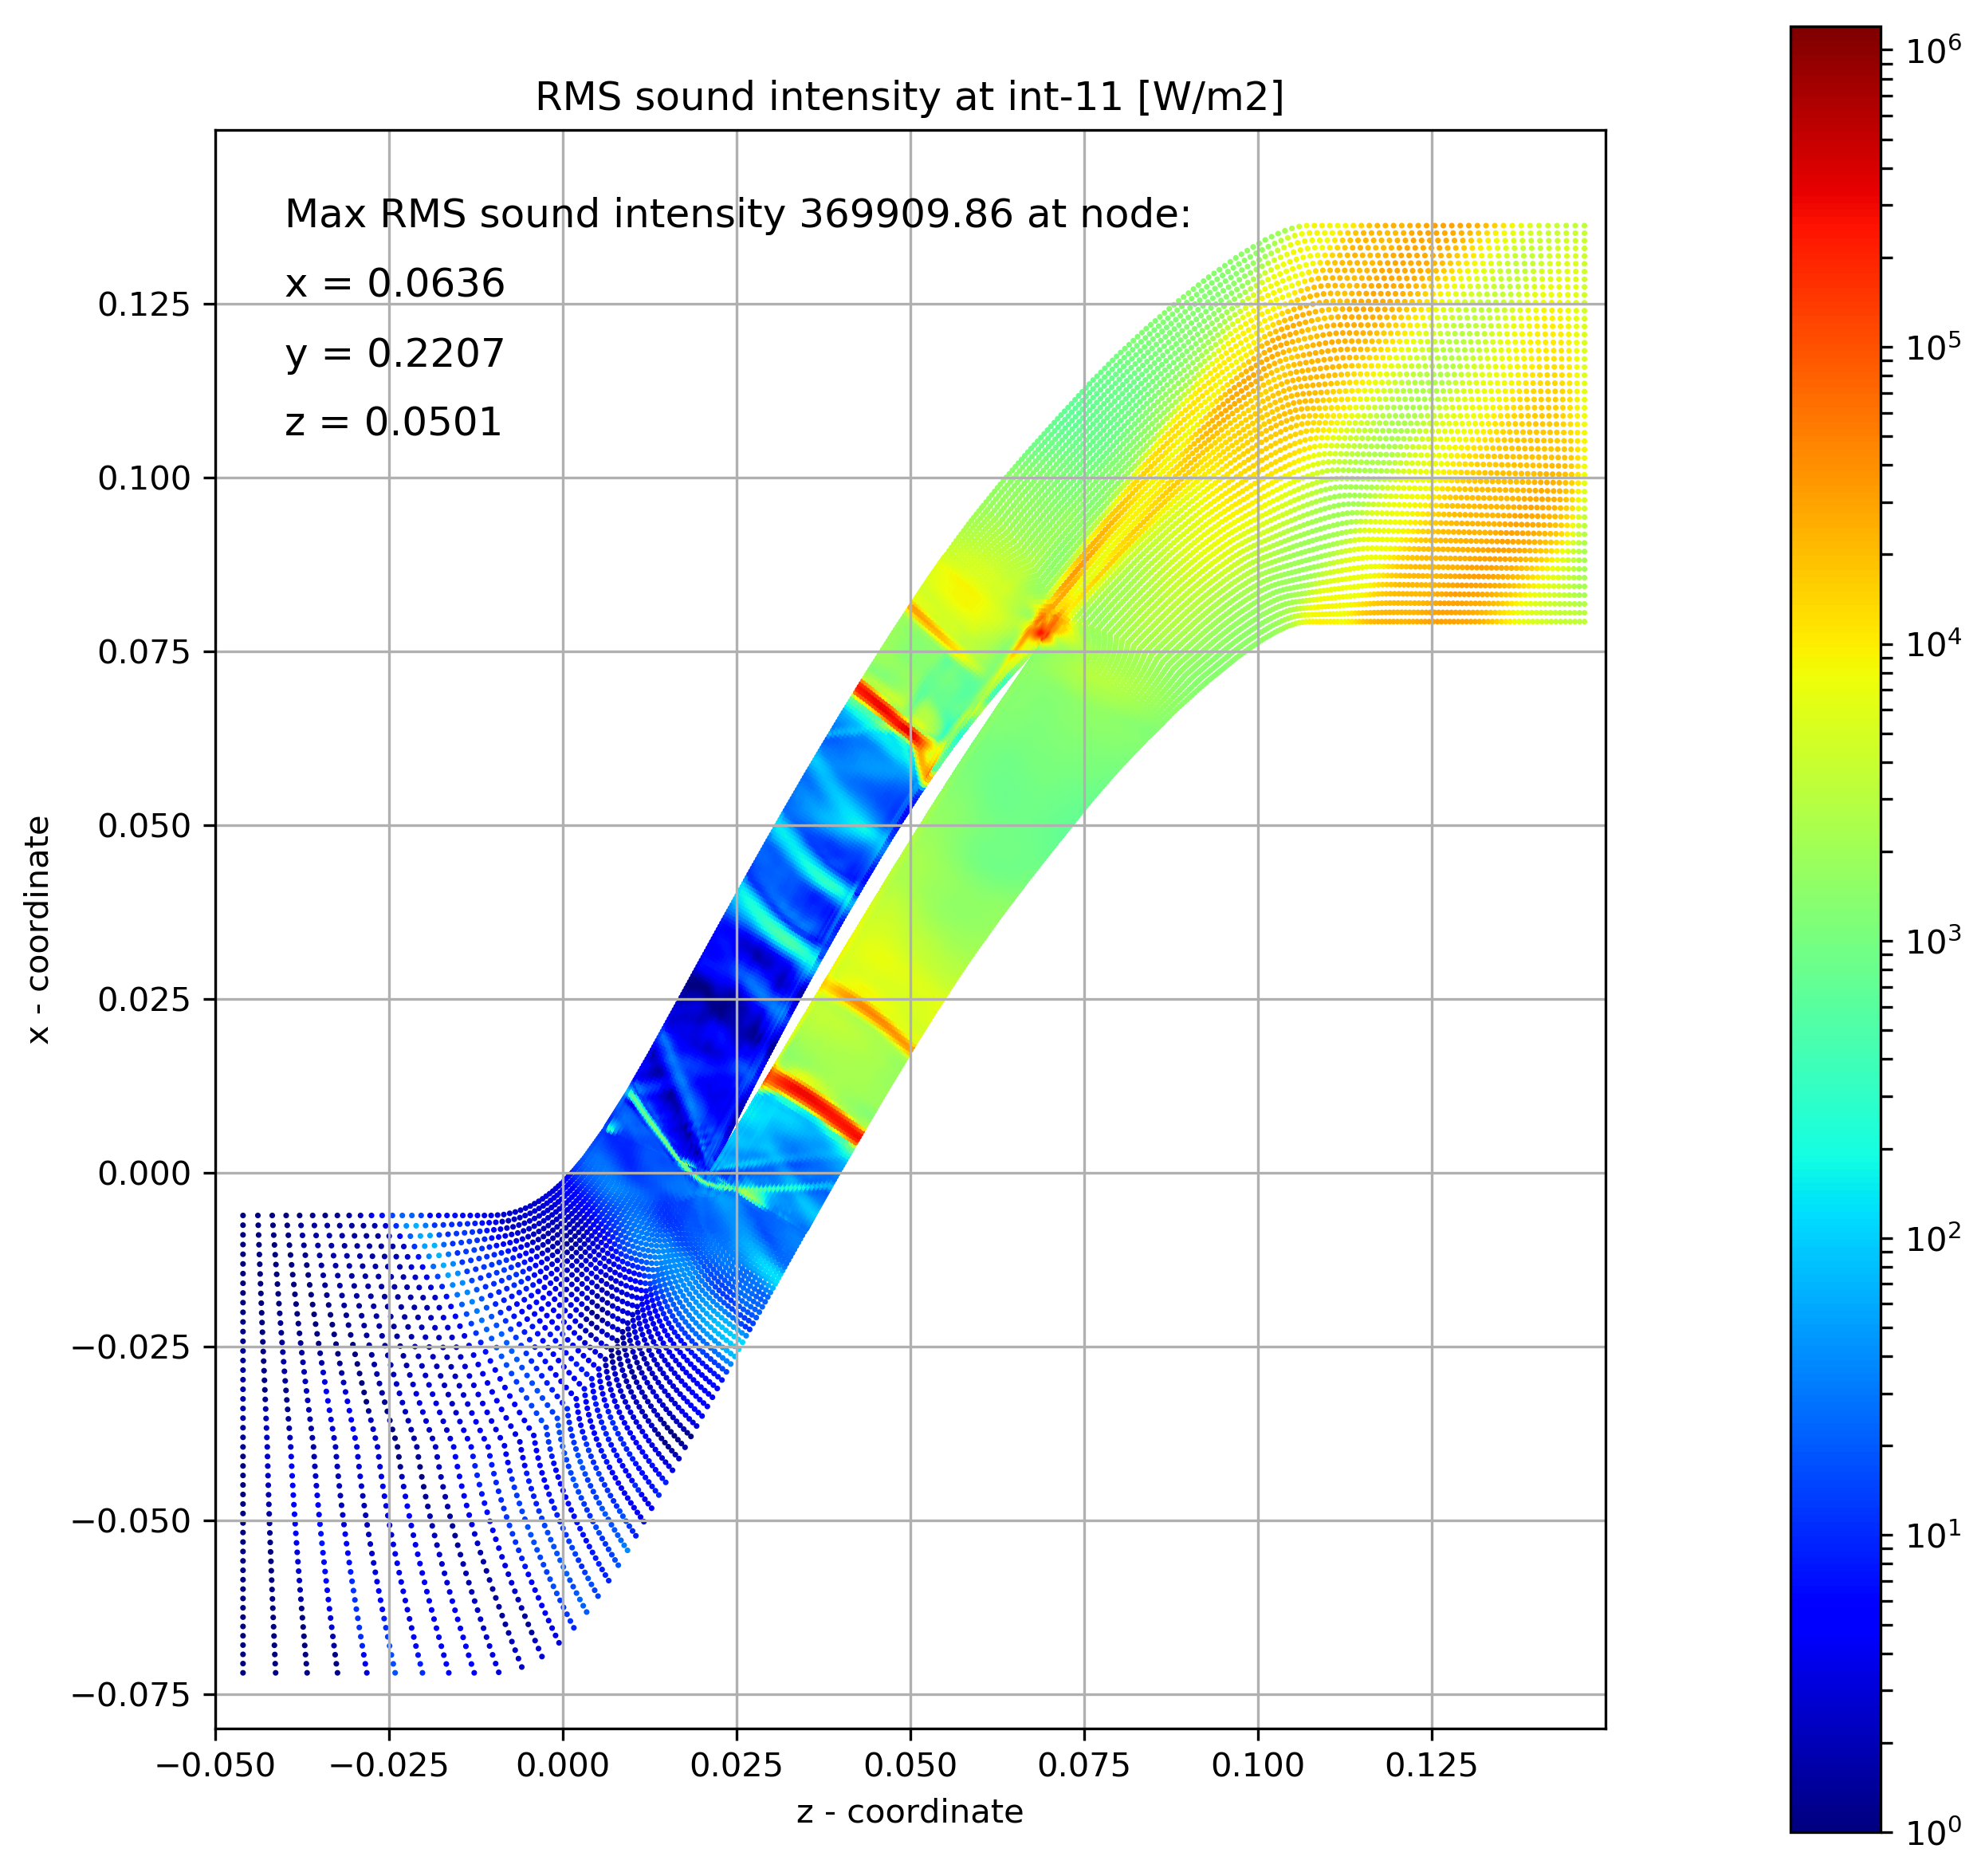 RMS sound intensity at int-11 [W/m2]
Max RMS sound intensity 369909.86 at node:
x = 0.0636
y = 0.2207
z = 0.0501
x - coordinate
0.125
0.100
0.075
0.050
0.025
0.000
−0.025
−0.050
−0.075
−0.050 −0.025 0.000 0.025 0.050 0.075 0.100 0.125
z - coordinate
10⁶
10⁵
10⁴
10³
10²
10¹
10⁰